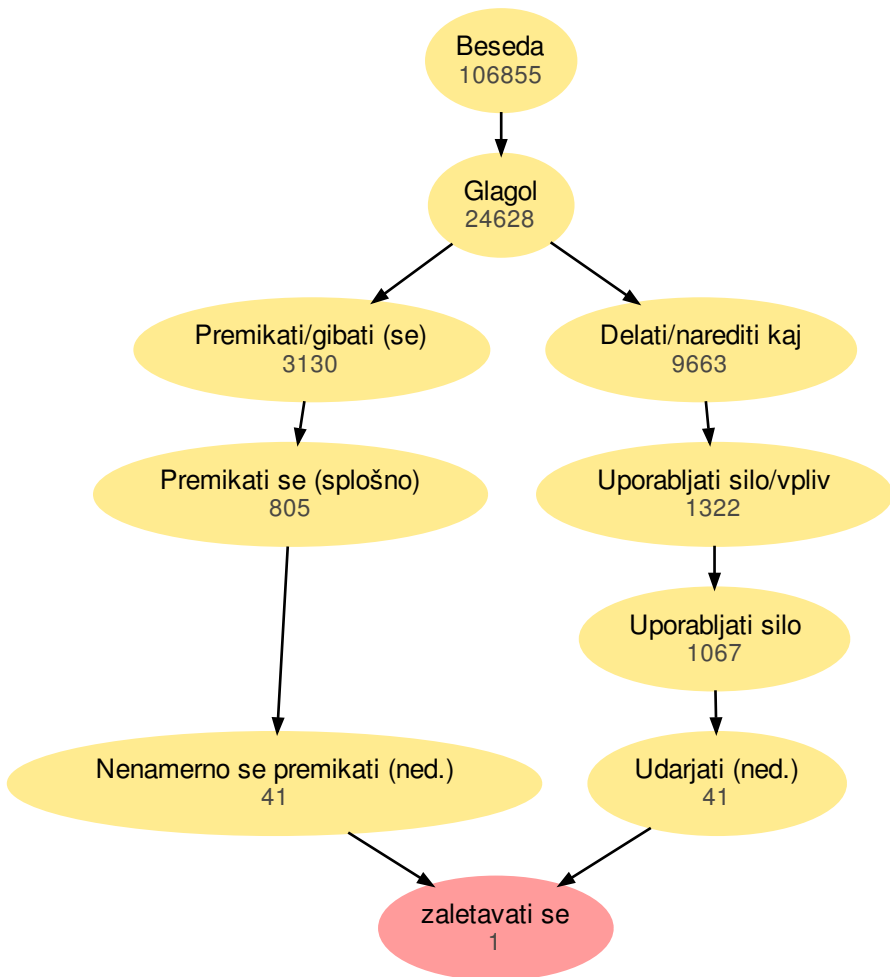 Beseda
106855
Glagol
24628
Premikati/gibati (se)
3130
Delati/narediti kaj
9663
Premikati se (splošno)
805
Uporabljati silo/vpliv
1322
Uporabljati silo
1067
Nenamerno se premikati (ned.)
41
Udarjati (ned.)
41
zaletavati se
1